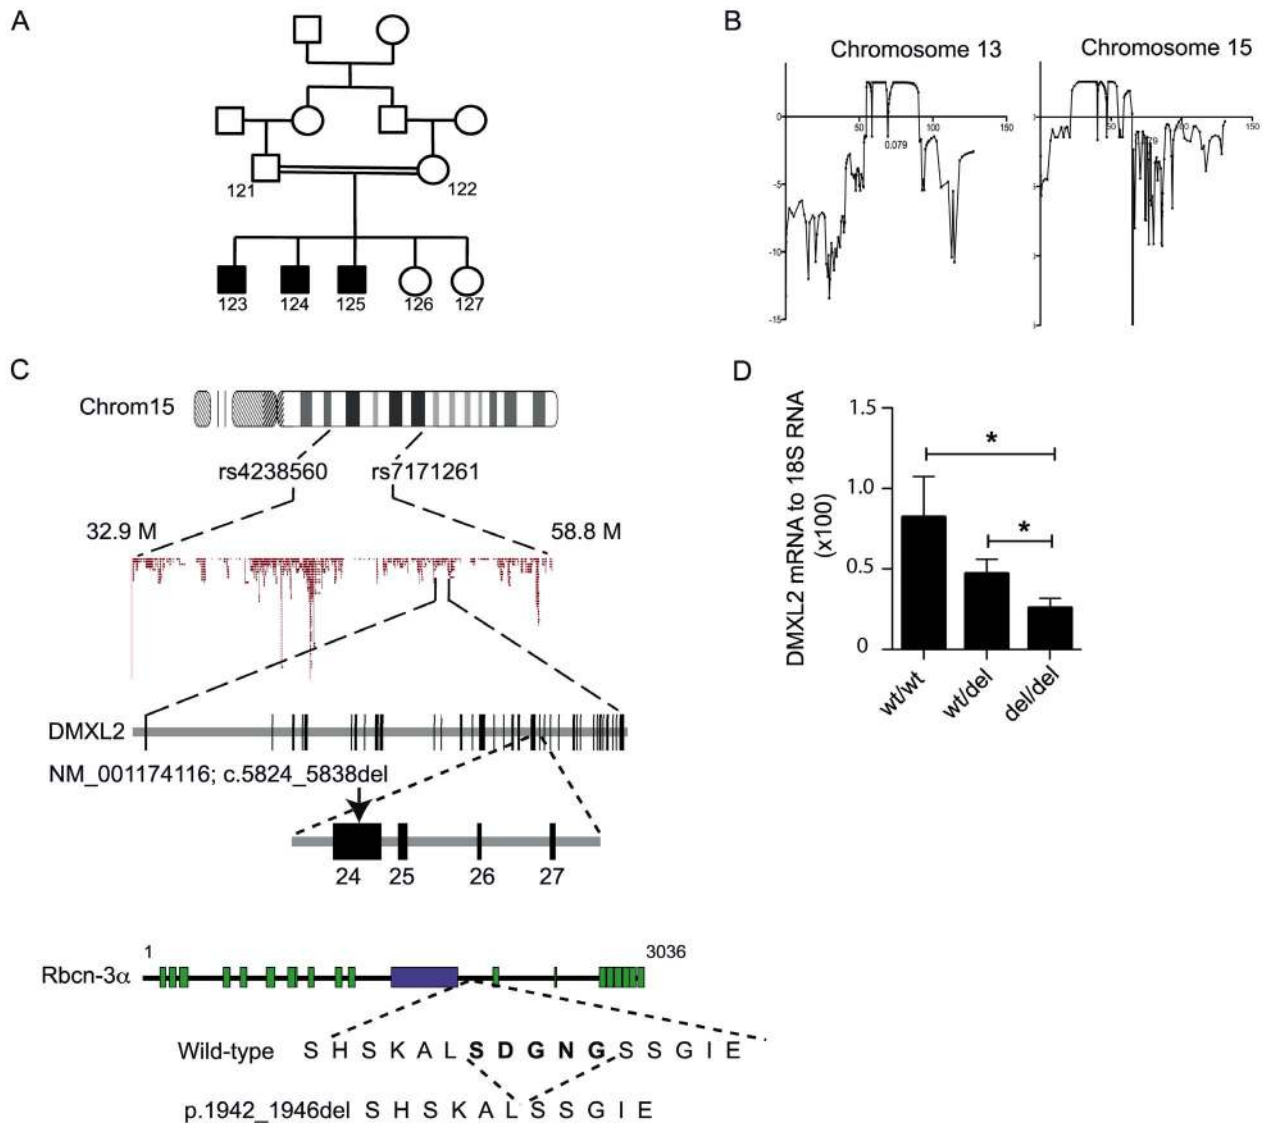 A
121
122
123
124
125
126
127
B
Chromosome 13
0
-5
-10
-15
50
100
150
0.079
Chromosome 15
0
100
150
C
Chrom15
rs4238560
rs7171261
32.9 M
58.8 M
DMXL2
NM_001174116; c.5824_5838del
24
25
26
27
D
DMXL2 mRNA to 18S RNA
(x100)
1.5
1.0
0.5
0
*
*
wt/wt
wt/del
del/del
1
3036
Rbcn-3α
Wild-type S H S K A L S D G N G S S G I E
p.1942_1946del S H S K A L S S G I E